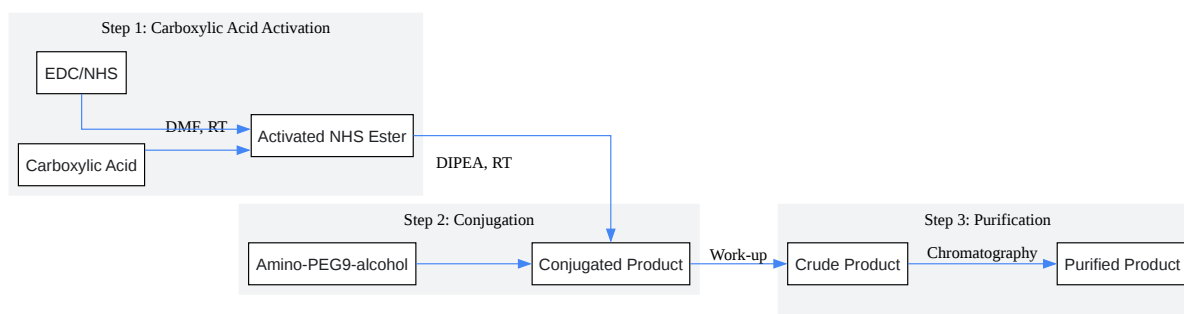 Step 1: Carboxylic Acid Activation
EDC/NHS
DMF, RT
Activated NHS Ester
Carboxylic Acid
DIPEA, RT
Step 2: Conjugation
Amino-PEG9-alcohol
Conjugated Product
Work-up
Step 3: Purification
Crude Product
Chromatography
Purified Product